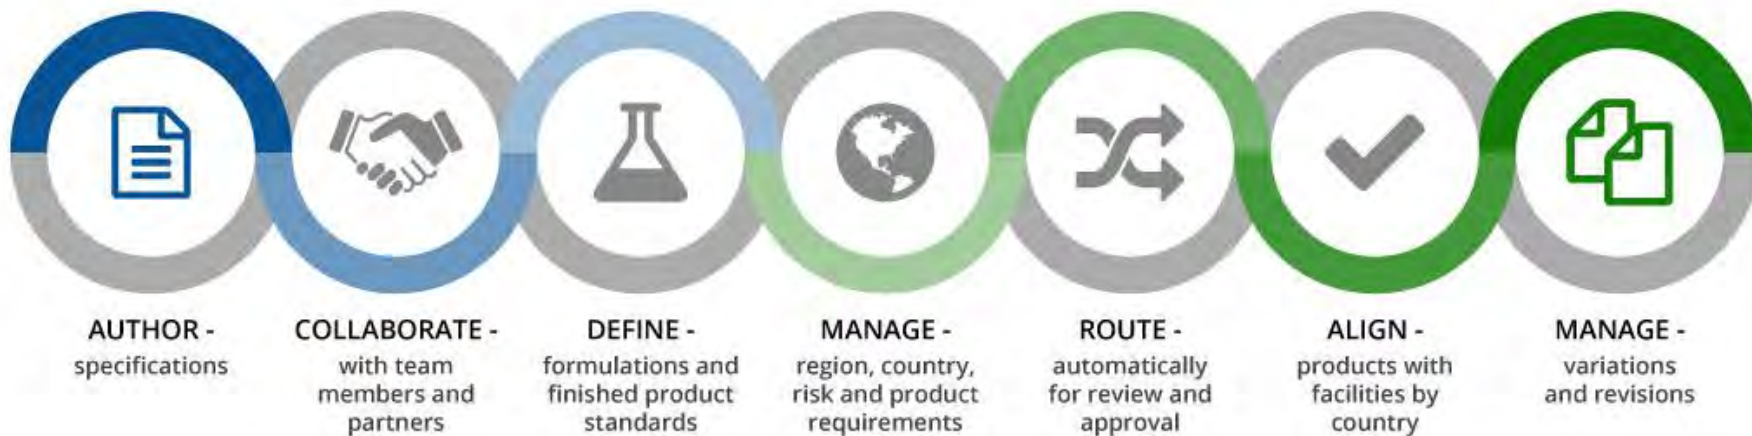 AUTHOR -
specifications
COLLABORATE -
with team
members and
partners
DEFINE -
formulations and
finished product
standards
MANAGE -
region, country,
risk and product
requirements
ROUTE -
automatically
for review and
approval
ALIGN -
products with
facilities by
country
MANAGE -
variations
and revisions